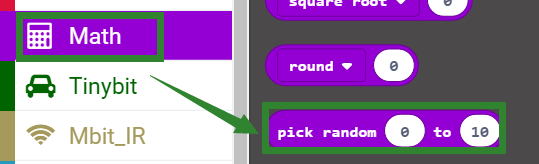 square root 0
Math
round 0
Tinybit
pick random 0 to 10
Mbit_IR